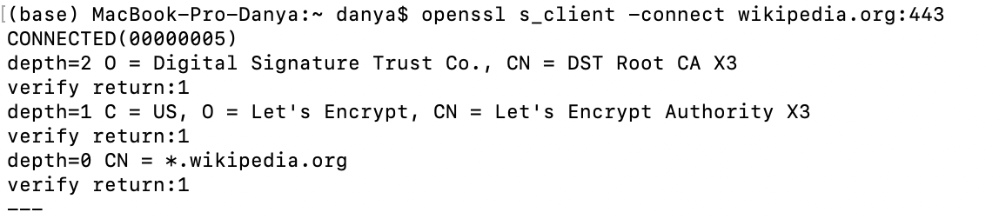 [(base) MacBook-Pro-Danya:~ danya$ openssl s_client -connect wikipedia.org:443
CONNECTED(00000005)
depth=2 O = Digital Signature Trust Co., CN = DST Root CA X3
verify return:1
depth=1 C = US, O = Let's Encrypt, CN = Let's Encrypt Authority X3
verify return:1
depth=0 CN = *.wikipedia.org
verify return:1
---